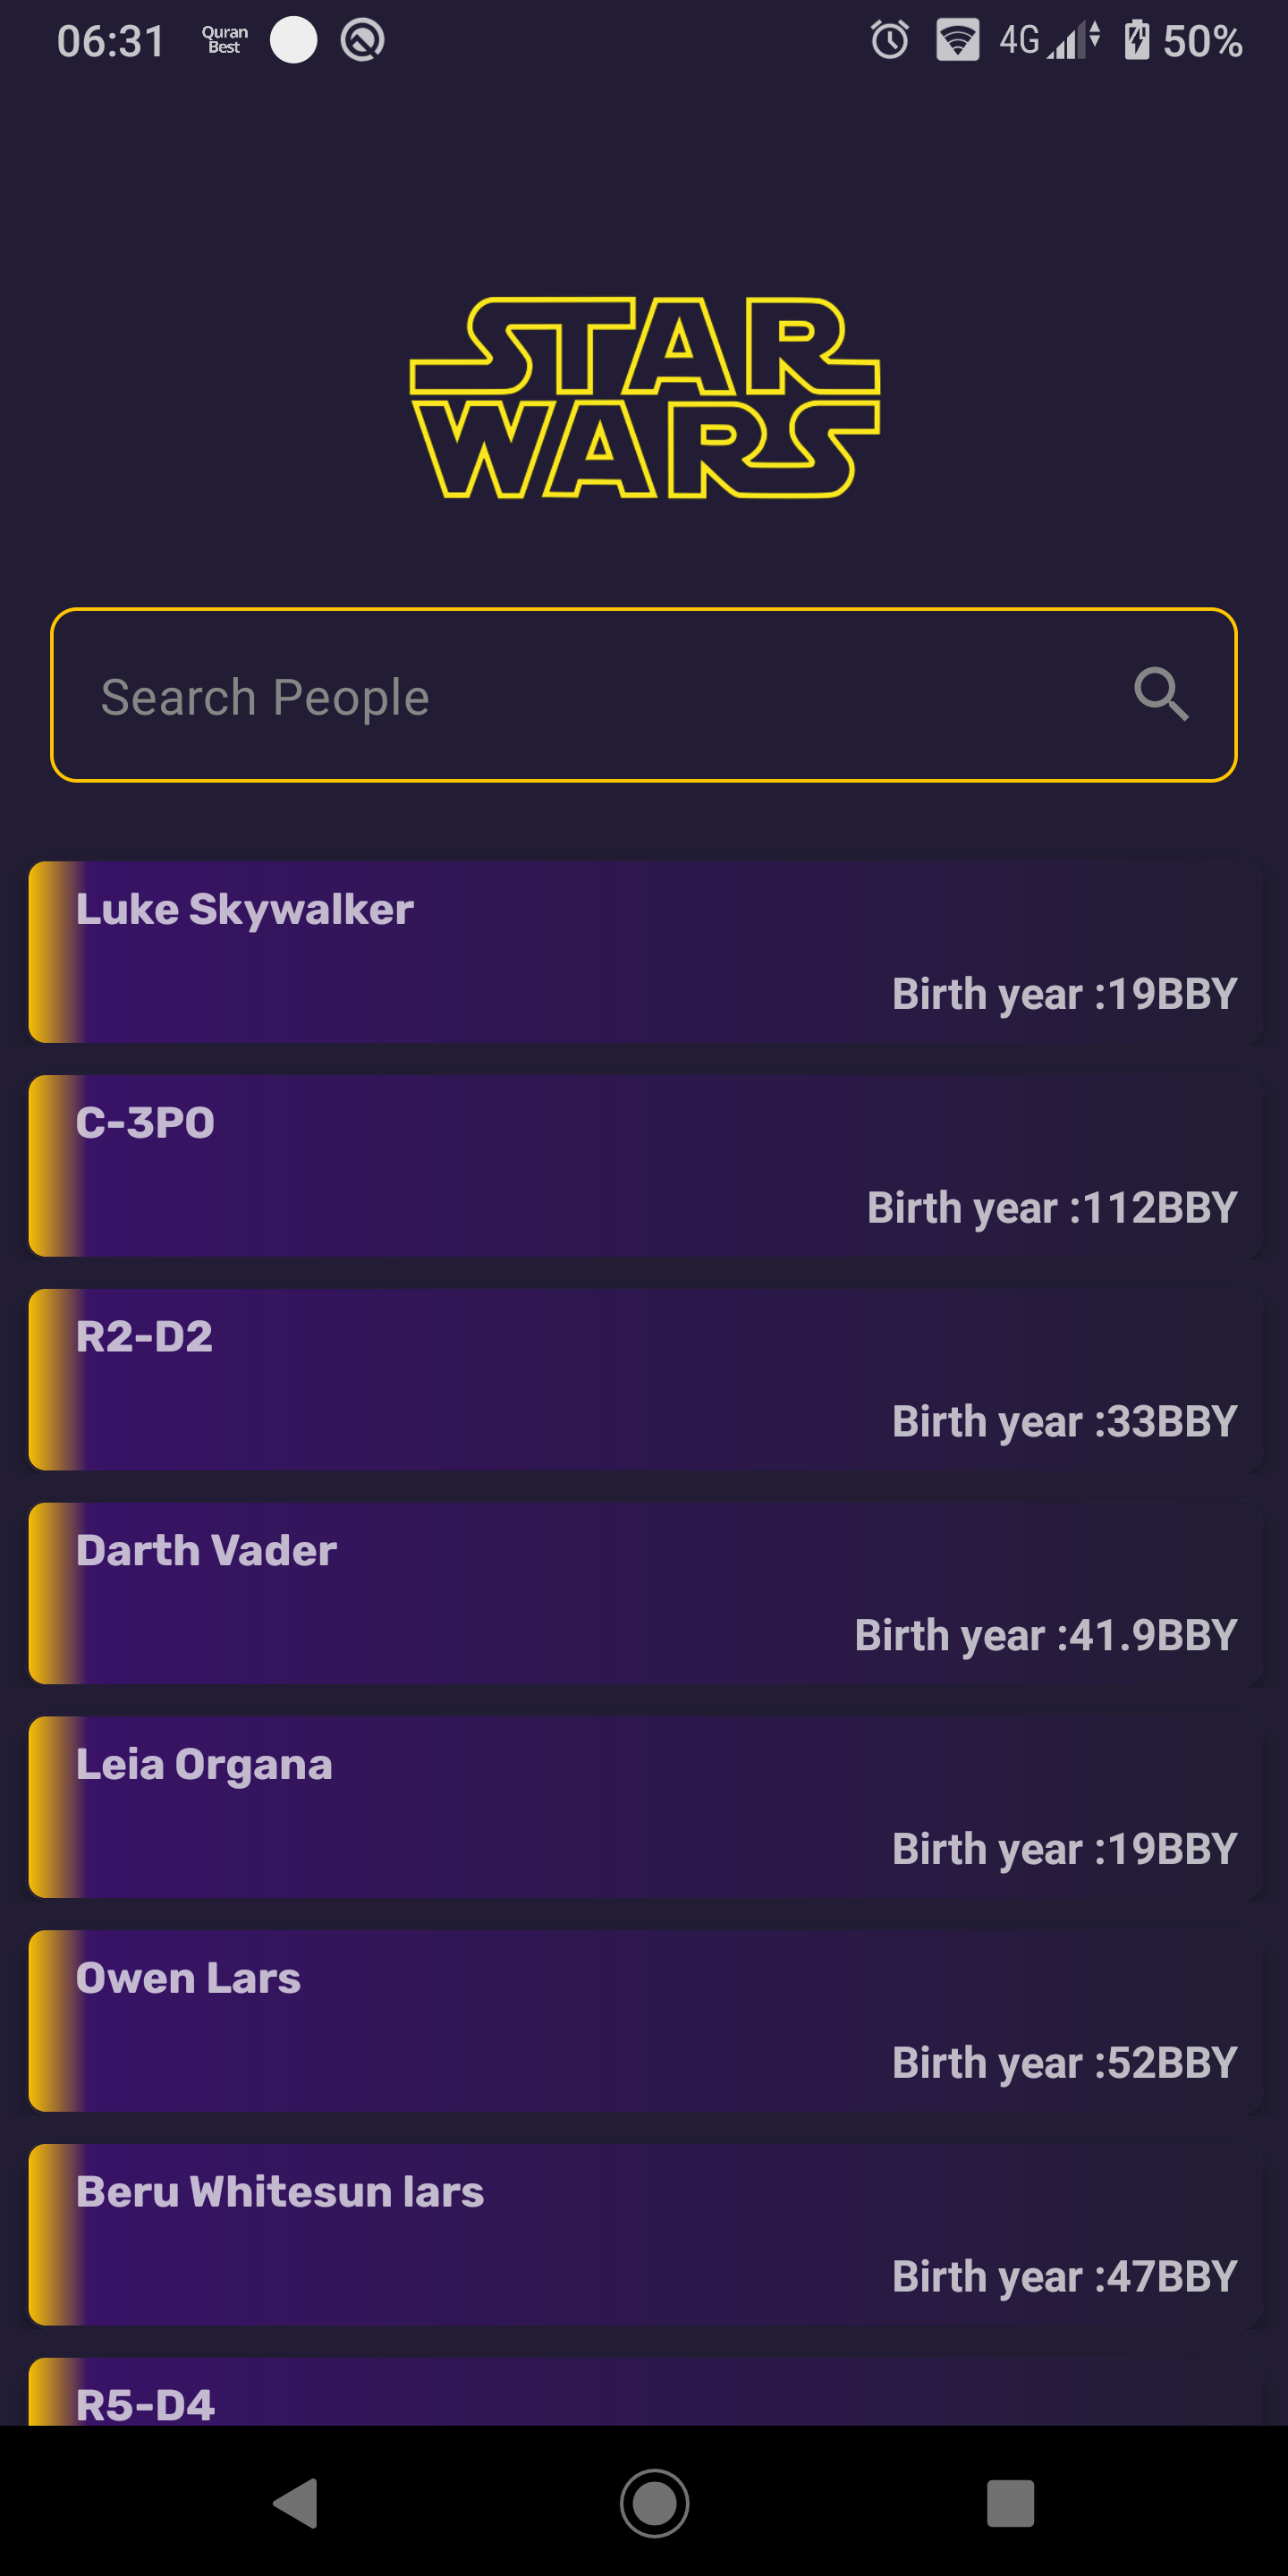 06:31 Quran Best 4G 50%
STAR
WARS
Search People
Luke Skywalker
Birth year :19BBY
C-3PO
Birth year :112BBY
R2-D2
Birth year :33BBY
Darth Vader
Birth year :41.9BBY
Leia Organa
Birth year :19BBY
Owen Lars
Birth year :52BBY
Beru Whitesun lars
Birth year :47BBY
R5-D4